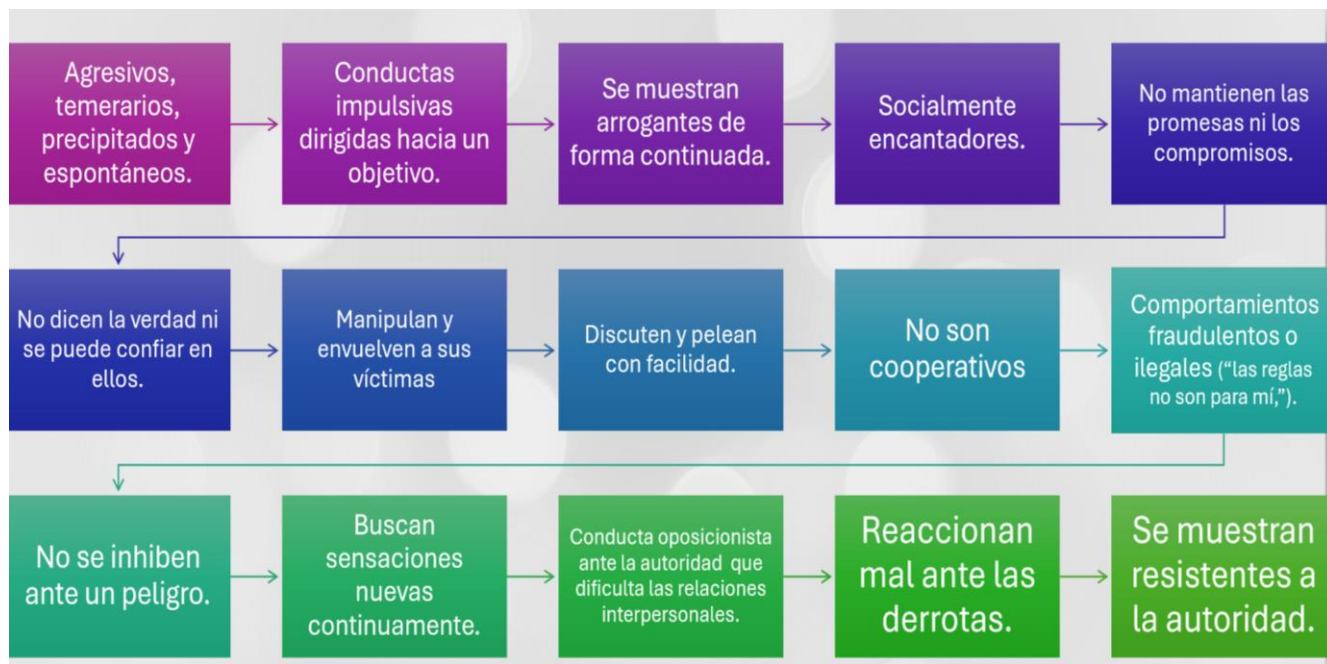 Agresivos,
temerarios,
precipitados y
espontáneos.
Conductas
impulsivas
dirigidas hacia un
objetivo.
Se muestran
arrogantes de
forma continuada.
Socialmente
encantadores.
No mantienen las
promesas ni los
compromisos.
No dicen la verdad ni
se puede confiar en
ellos.
Manipulan y
envuelven a sus
víctimas
Discuten y pelean
con facilidad.
No son
cooperativos
Comportamientos
fraudulentos o
ilegales (“las reglas
no son para mí,”).
No se inhiben
ante un peligro.
Buscan
sensaciones
nuevas
continuamente.
Conducta oposicionista
ante la autoridad que
dificulta las relaciones
interpersonales.
Reaccionan
mal ante las
derrotas.
Se muestran
resistentes a
la autoridad.